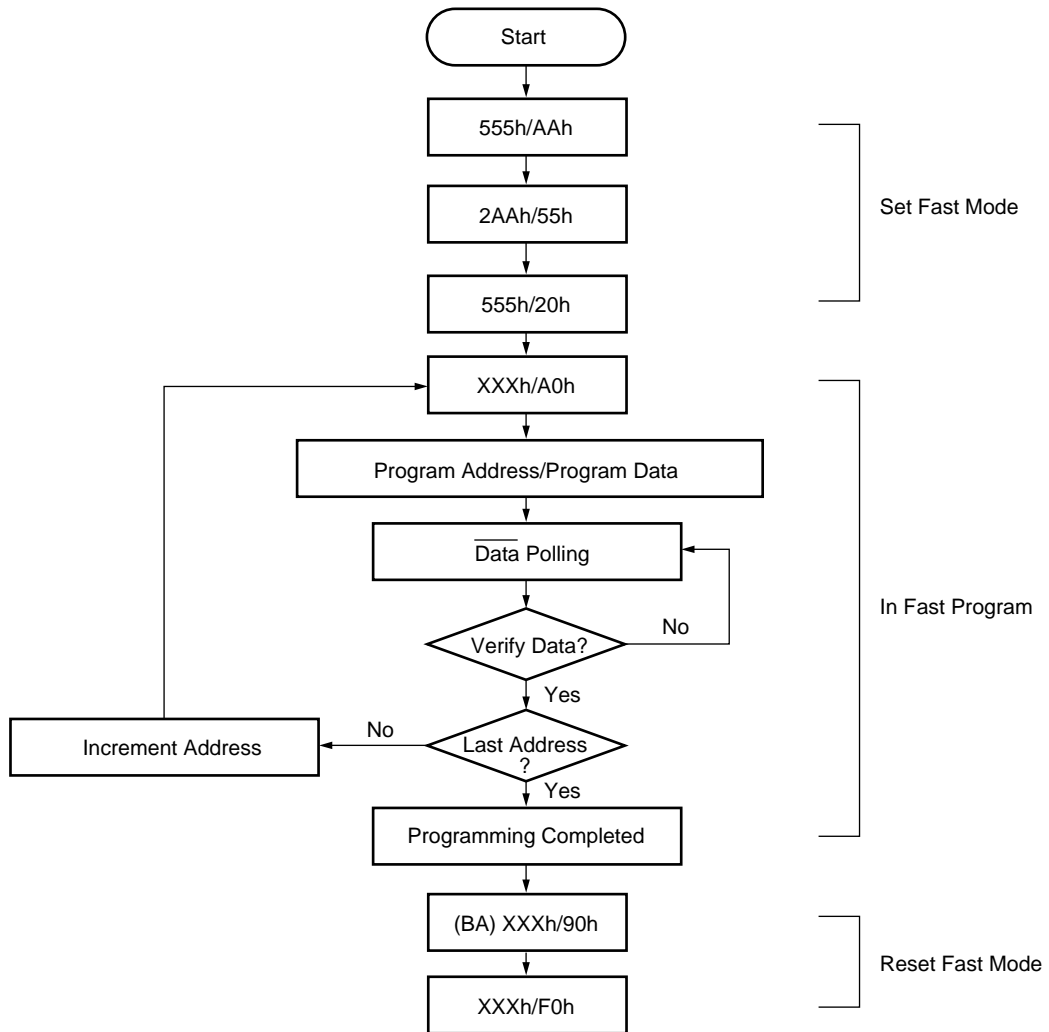 Start
555h/AAh
2AAh/55h
Set Fast Mode
555h/20h
XXXh/A0h
Program Address/Program Data
Data Polling
In Fast Program
No
Verify Data?
Yes
No
Increment Address
Last Address
?
Yes
Programming Completed
(BA) XXXh/90h
Reset Fast Mode
XXXh/F0h